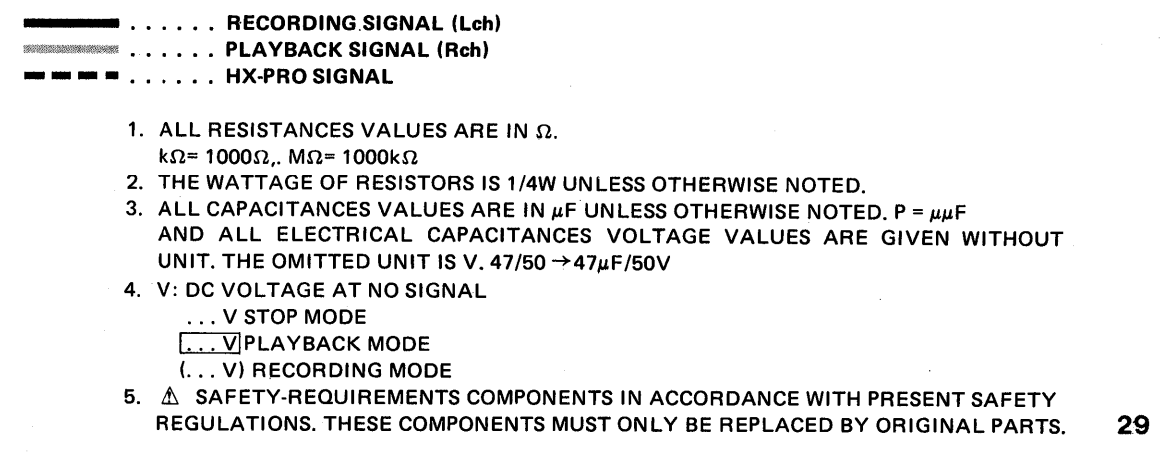 ...... RECORDING SIGNAL (Lch)
...... PLAYBACK SIGNAL (Rch)
...... HX-PRO SIGNAL
1. ALL RESISTANCES VALUES ARE IN Ω.
kΩ= 1000Ω,. MΩ= 1000kΩ
2. THE WATTAGE OF RESISTORS IS 1/4W UNLESS OTHERWISE NOTED.
3. ALL CAPACITANCES VALUES ARE IN μF UNLESS OTHERWISE NOTED. P = μμF
AND ALL ELECTRICAL CAPACITANCES VOLTAGE VALUES ARE GIVEN WITHOUT
UNIT. THE OMITTED UNIT IS V. 47/50 →47μF/50V
4. V: DC VOLTAGE AT NO SIGNAL
... V STOP MODE
... V PLAYBACK MODE
(... V) RECORDING MODE
5. ⚠ SAFETY-REQUIREMENTS COMPONENTS IN ACCORDANCE WITH PRESENT SAFETY
REGULATIONS. THESE COMPONENTS MUST ONLY BE REPLACED BY ORIGINAL PARTS.
29